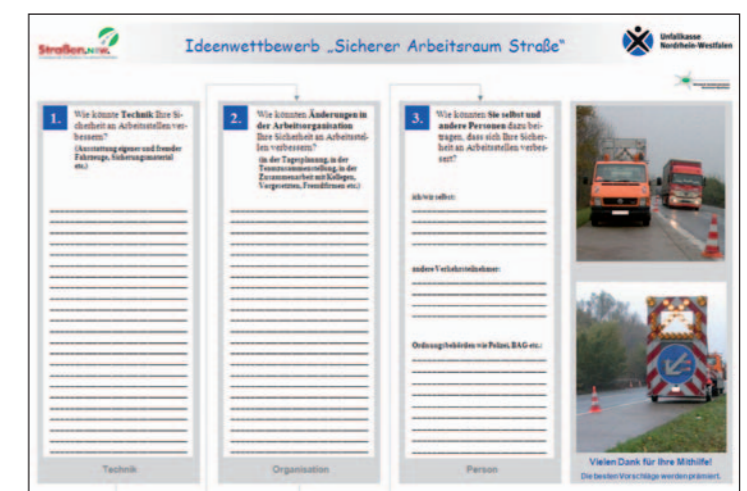 Straßen.NRW.
Ideenwettbewerb „Sicherer Arbeitsraum Straße“
Unfallkasse
Nordrhein-Westfalen
1.
Wie könnte Technik Ihre Si-
cherheit an Arbeitsstellen ver-
bessern?
(Ausstattung eigener und fremder
Fahrzeuge, Sicherungsmaterial
etc.)
Technik
2.
Wie könnten Änderungen in
der Arbeitsorganisation
Ihre Sicherheit an Arbeitsstel-
len verbessern?
(in der Tagesplanung, in der
Teamzusammenstellung, in der
Zusammenarbeit mit Kollegen,
Vorgesetzten, Fremdfirmen etc.)
Organisation
3.
Wie könnten Sie selbst und
andere Personen dazu bei-
tragen, dass sich Ihre Sicher-
heit an Arbeitsstellen verbes-
sert?
ich/wir selbst:
andere Verkehrsteilnehmer:
Ordnungsbehörden wie Polizei, BAG etc.:
Person
Vielen Dank für Ihre Mithilfe!
Die besten Vorschläge werden prämiert.